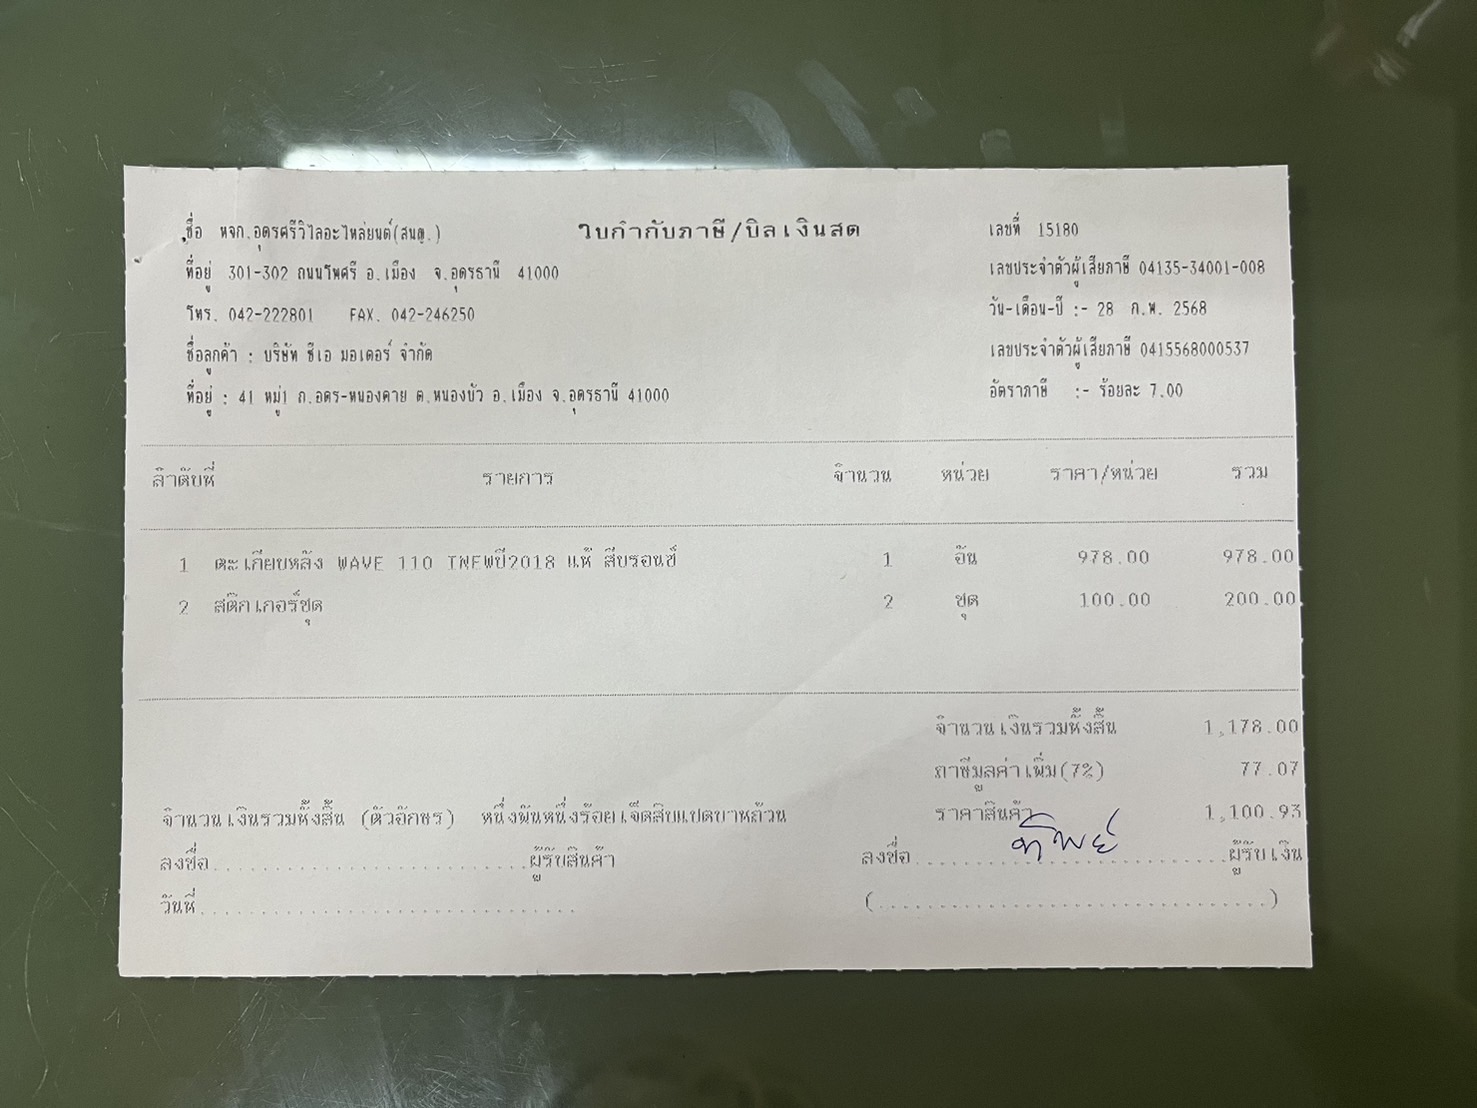 ชื่อ หจก.อุดรศรีวิไลอะไหล่ยนต์(สนญ.)
ใบกำกับภาษี/บิลเงินสด
เลขที่ 15180
ที่อยู่ 301-302 ถนนโพศรี อ.เมือง จ.อุดรธานี 41000
เลขประจำตัวผู้เสียภาษี 04135-34001-008
โทร. 042-222801 FAX. 042-246250
วัน-เดือน-ปี :- 28 ก.พ. 2568
ชื่อลูกค้า : บริษัท ซีเอ มอเตอร์ จำกัด
เลขประจำตัวผู้เสียภาษี 0415568000537
ที่อยู่ : 41 หมู่1 ถ.อดร-หนองคาย ต.หนองบัว อ.เมือง จ.อุดรธานี 41000
อัตราภาษี :- ร้อยละ 7.00
ลำดับที่ รายการ จำนวน หน่วย ราคา/หน่วย รวม
1 ตะเกียบหลัง WAVE 110 INEWปี2018 แท้ สีบรอนซ์ 1 อัน 978.00 978.00
2 สติกเกอร์ชุด 2 ชุด 100.00 200.00
จำนวนเงินรวมทั้งสิ้น 1,178.00
ภาษีมูลค่าเพิ่ม(7%) 77.07
จำนวนเงินรวมทั้งสิ้น (ตัวอักษร) หนึ่งพันหนึ่งร้อยเจ็ดสิบแปดบาทถ้วน
ราคาสินค้า 1,100.93
ลงชื่อ..............................ผู้รับสินค้า
ลงชื่อ..........ทิพย์..........ผู้รับเงิน
วันที่...............................
(.................................)